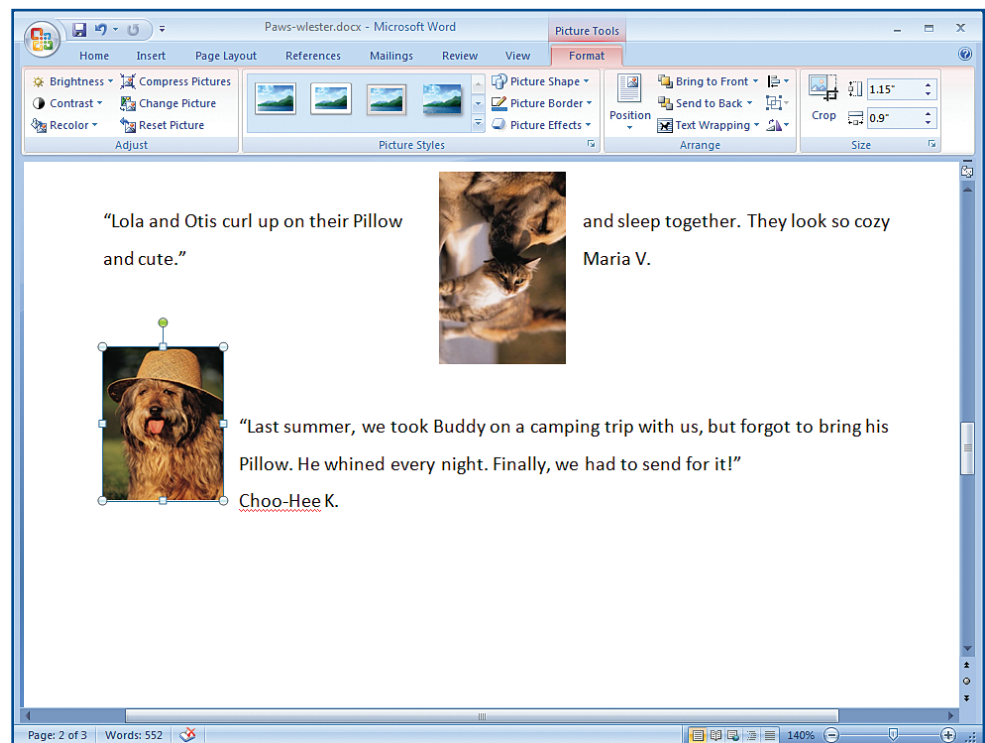 Paws-wlester.docx - Microsoft Word
Picture Tools
Home Insert Page Layout References Mailings Review View Format
Brightness Compress Pictures Picture Shape Bring to Front 1.15"
Contrast Change Picture Picture Border Send to Back
Recolor Reset Picture Picture Effects Position Text Wrapping Crop 0.9"
Adjust Picture Styles Arrange Size
“Lola and Otis curl up on their Pillow and sleep together. They look so cozy
and cute.” Maria V.
“Last summer, we took Buddy on a camping trip with us, but forgot to bring his
Pillow. He whined every night. Finally, we had to send for it!”
Choo-Hee K.
Page: 2 of 3 Words: 552 140%